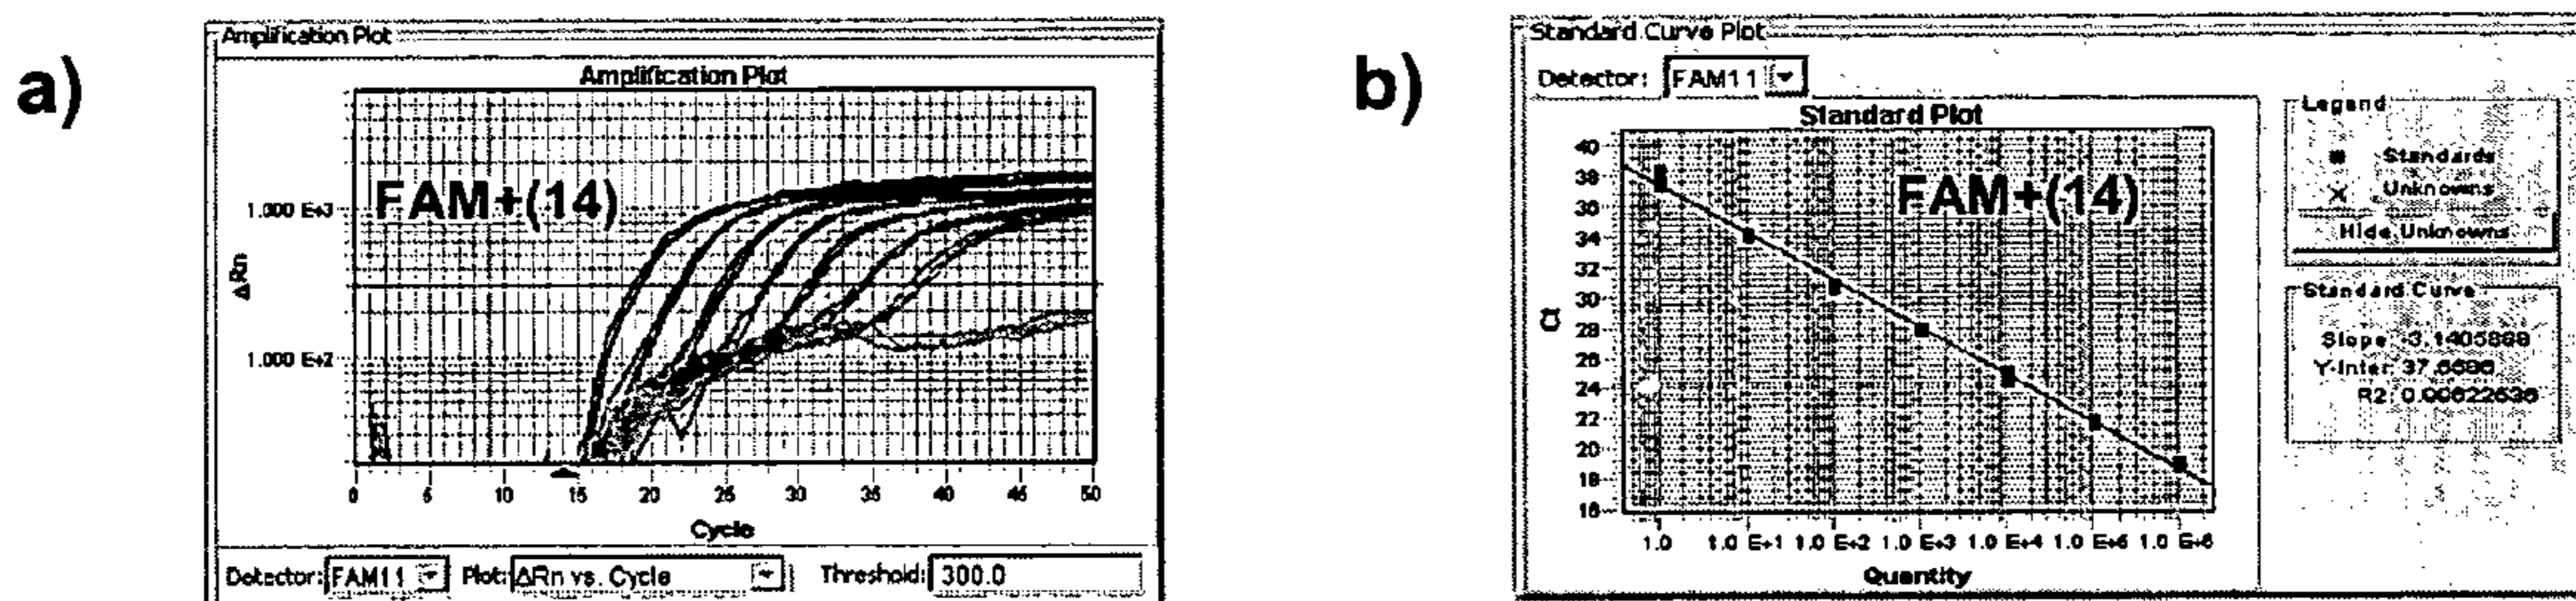 a)
Amplification Plot
Amplification Plot
FAM+(14)
1.000 E+3
1.000 E+2
ΔRn
0 5 10 15 20 25 30 35 40 45 50
Cycle
Detector: FAM11 Plot: ΔRn vs. Cycle Threshold: 300.0
b)
Standard Curve Plot
Detector: FAM11
Standard Plot
FAM+(14)
40
38
36
34
32
30
28
26
24
22
20
18
16
Ct
1.0 1.0 E+1 1.0 E+2 1.0 E+3 1.0 E+4 1.0 E+5 1.0 E+6
Quantity
Legend
Standards
Unknowns
Hide Unknowns
Standard Curve
Slope:
Y-Inter:
R2: